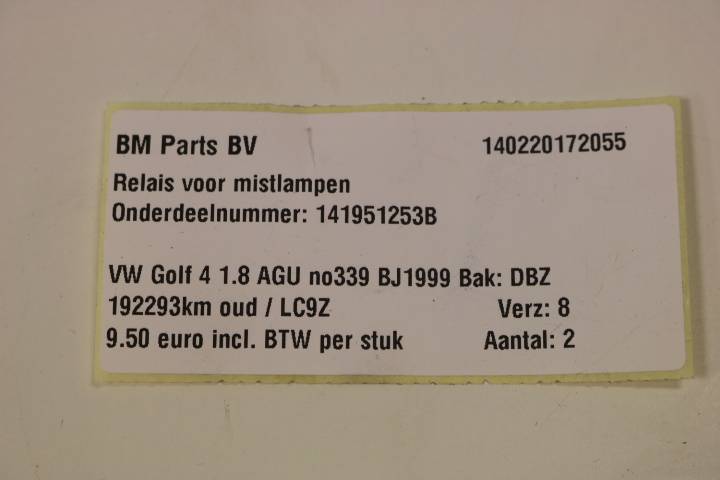 BM Parts BV 140220172055
Relais voor mistlampen
Onderdeelnummer: 141951253B
VW Golf 4 1.8 AGU no339 BJ1999 Bak: DBZ
192293km oud / LC9Z Verz: 8
9.50 euro incl. BTW per stuk Aantal: 2